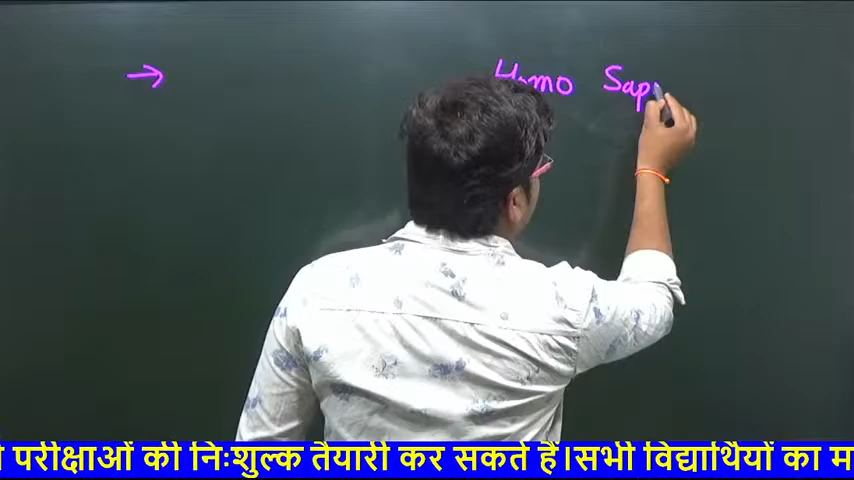 → Homo Sap
परीक्षाओं की निःशुल्क तैयारी कर सकते हैं।सभी विद्यार्थियों का